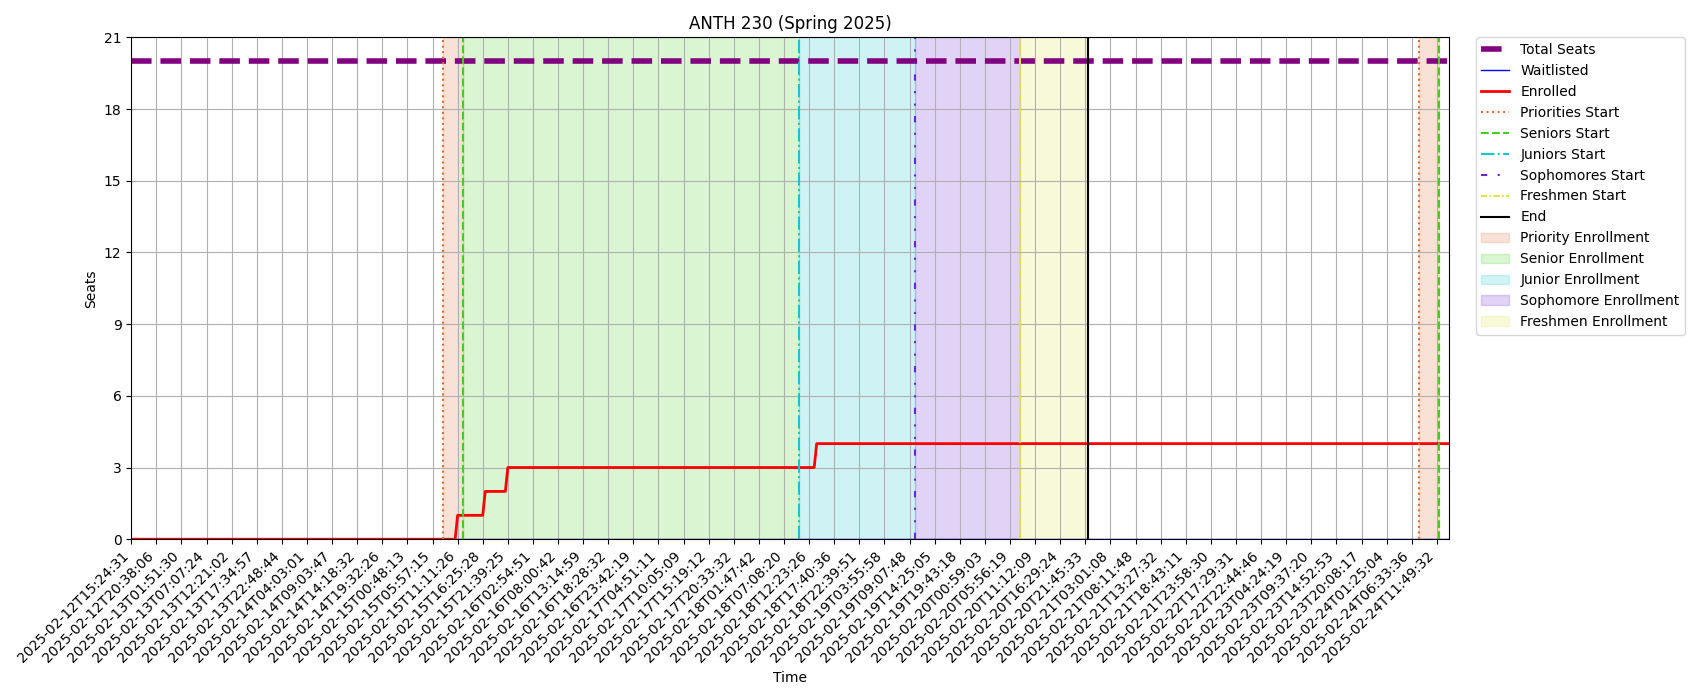 ANTH 230 (Spring 2025)
21
18
15
12
9
6
3
0
Seats
2025-02-12T15:24:31
2025-02-12T20:38:06
2025-02-13T01:51:30
2025-02-13T07:07:24
2025-02-13T12:21:02
2025-02-13T17:34:57
2025-02-13T22:48:44
2025-02-14T04:03:01
2025-02-14T09:03:47
2025-02-14T14:18:32
2025-02-14T19:32:26
2025-02-15T00:48:13
2025-02-15T05:57:15
2025-02-15T11:11:26
2025-02-15T16:25:28
2025-02-15T21:39:25
2025-02-16T02:54:51
2025-02-16T08:00:42
2025-02-16T13:14:59
2025-02-16T18:28:32
2025-02-16T23:42:19
2025-02-17T04:51:11
2025-02-17T10:05:09
2025-02-17T15:19:12
2025-02-17T20:33:32
2025-02-18T01:47:42
2025-02-18T07:08:20
2025-02-18T12:23:26
2025-02-18T17:40:36
2025-02-18T22:39:51
2025-02-19T03:55:58
2025-02-19T09:07:48
2025-02-19T14:25:05
2025-02-19T19:43:18
2025-02-20T00:59:03
2025-02-20T05:56:19
2025-02-20T11:12:09
2025-02-20T16:29:24
2025-02-20T21:45:33
2025-02-21T03:01:08
2025-02-21T08:11:48
2025-02-21T13:27:32
2025-02-21T18:43:11
2025-02-21T23:58:30
2025-02-22T17:29:31
2025-02-22T22:44:46
2025-02-23T04:24:19
2025-02-23T09:37:20
2025-02-23T14:52:53
2025-02-23T20:08:17
2025-02-24T01:25:04
2025-02-24T06:33:36
2025-02-24T11:49:32
Time
Total Seats
Waitlisted
Enrolled
Priorities Start
Seniors Start
Juniors Start
Sophomores Start
Freshmen Start
End
Priority Enrollment
Senior Enrollment
Junior Enrollment
Sophomore Enrollment
Freshmen Enrollment